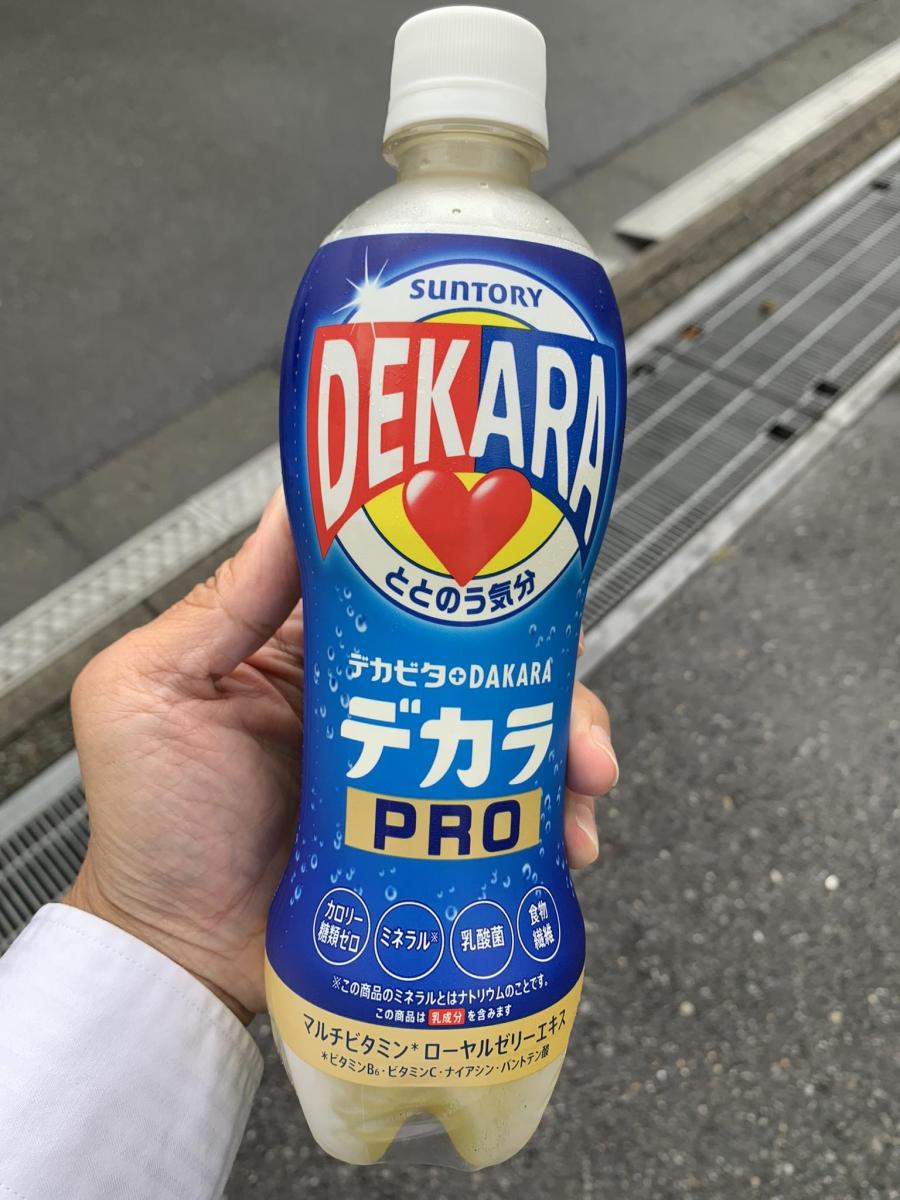 SUNTORY
DEKARA
ととのう気分
デカビタ+DAKARA
デカラ
PRO
カロリー
糖類ゼロ
ミネラル※
乳酸菌
食物
繊維
※この商品のミネラルとはナトリウムのことです。
この商品は 乳成分 を含みます
マルチビタミン* ローヤルゼリーエキス
*ビタミンB6・ビタミンC・ナイアシン・パントテン酸